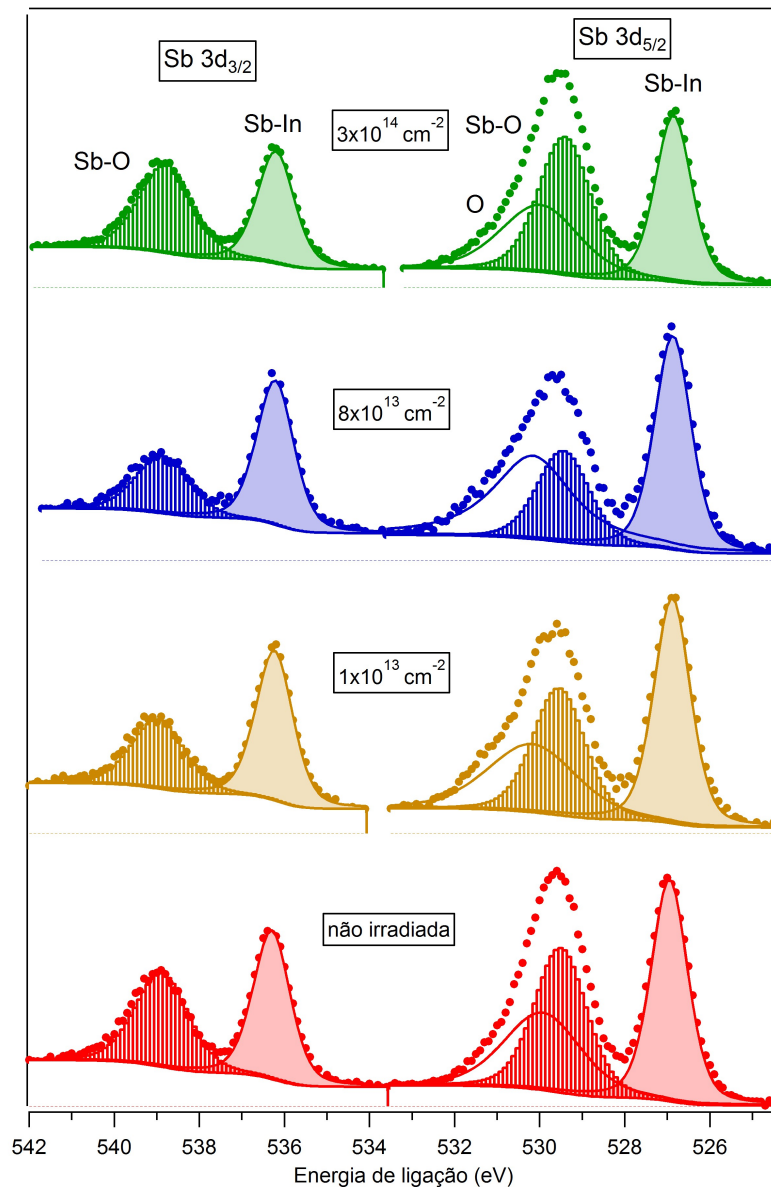 Sb 3d3/2
Sb 3d5/2
Sb-O
Sb-In
3x10^14 cm^-2
Sb-O
O
Sb-In
8x10^13 cm^-2
1x10^13 cm^-2
não irradiada
542 540 538 536 534 532 530 528 526
Energia de ligação (eV)